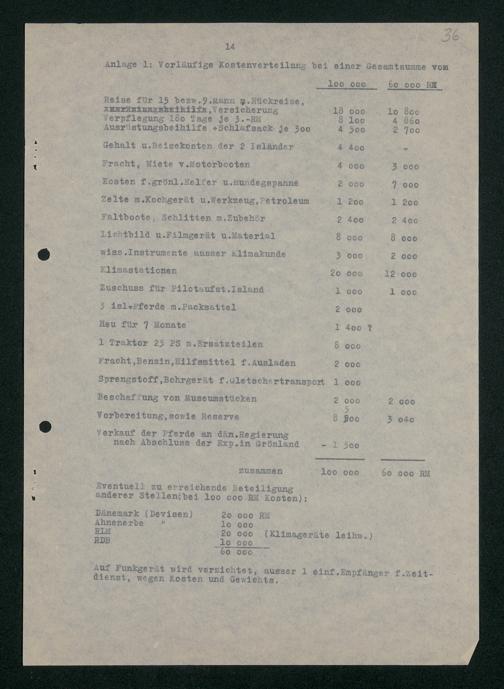 36
14
Anlage 1: Vorläufige Kostenverteilung bei einer Gesamtsumme von
100 000 60 000 RM
Reise für 15 bezw.9.Mann u.Rückreise,
Versicherung 18 000 10 800
Verpflegung 180 Tage je 3.-RM 8 100 4 860
Ausrüstungsbeihilfe +Schlafsack je 300 4 500 2 700
Gehalt u.Reisekosten der 2 Isländer 4 400 -
Fracht, Miete v.Motorbooten 4 000 3 000
Kosten f.grönl.Helfer u.Hundegespanne 2 000 7 000
Zelte m.Kochgerät u.Werkzeug,Petroleum 1 200 1 200
Faltboote, Schlitten m.Zubehör 2 400 2 400
Lichtbild u.Filmgerät u.Material 8 000 8 000
wiss.Instrumente ausser Klimakunde 3 000 2 000
Klimastationen 20 000 12 000
Zuschuss für Pilotaufst.Island 1 000 1 000
3 isl.Pferde m.Packsattel 2 000
Heu für 7 Monate 1 400 ?
1 Traktor 25 PS m.Ersatzteilen 8 000
Fracht,Benzin,Hilfsmittel f.Ausladen 2 000
Sprengstoff,Bohrgerät f.Gletschertransport 1 000
Beschaffung von Museumstücken 2 000 2 000
Vorbereitung,sowie Reserve 8 500 3 040
Verkauf der Pferde an dän.Regierung
nach Abschluss der Exp.in Grönland - 1 500
zusammen 100 000 60 000 RM
Eventuell zu erreichende Beteiligung
anderer Stellen(bei 100 000 RM Kosten):
Dänemark (Devisen) 20 000 RM
Ahnenerbe " 10 000
RLM 20 000 (Klimageräte leihw.)
RDB 10 000
60 000
Auf Funkgerät wird verzichtet, ausser 1 einf.Empfänger f.Zeit-
dienst, wegen Kosten und Gewichts.